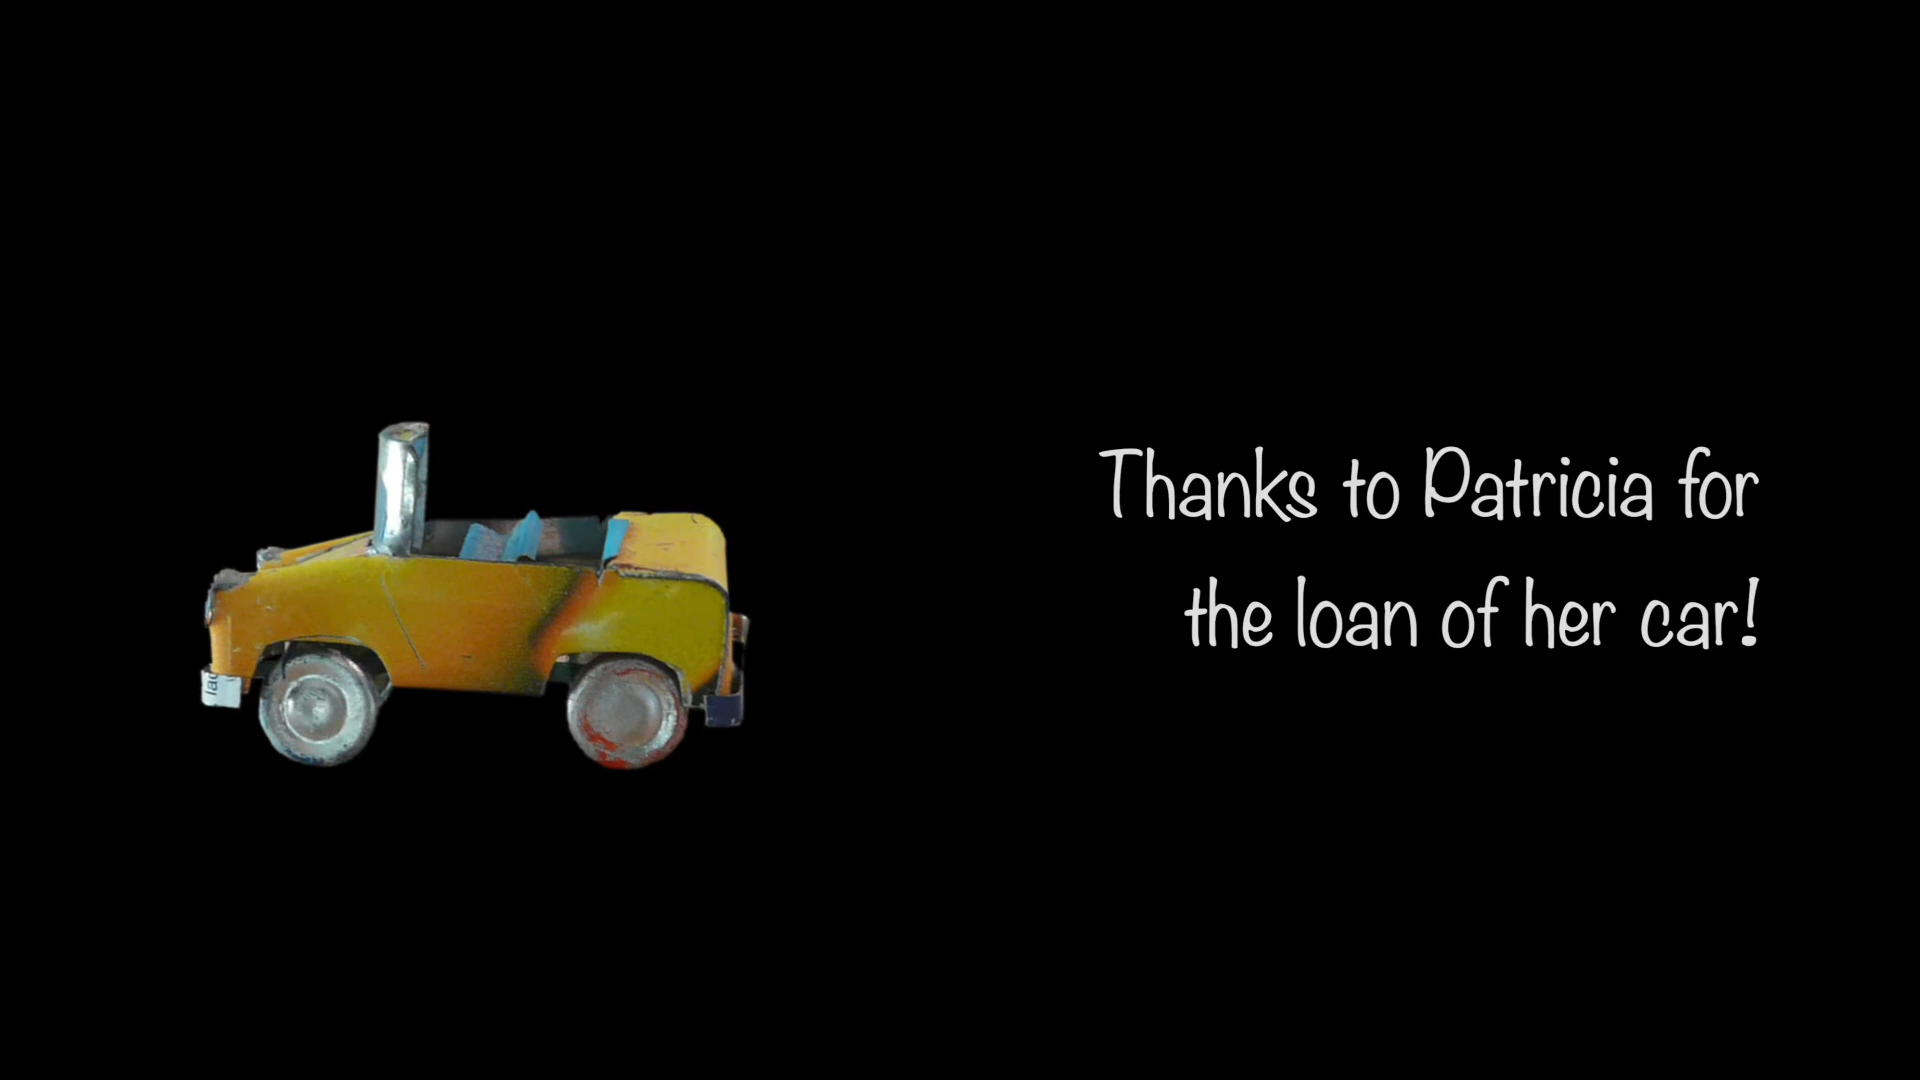 Thanks to Patricia for
the loan of her car!